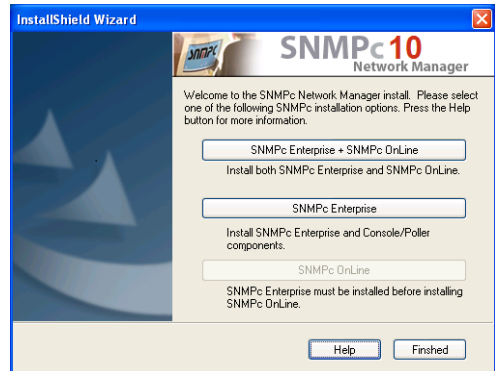 InstallShield Wizard
SNMPc
SNMPc 10
Network Manager
Welcome to the SNMPc Network Manager install. Please select
one of the following SNMPc installation options. Press the Help
button for more information.
SNMPc Enterprise + SNMPc OnLine
Install both SNMPc Enterprise and SNMPc OnLine.
SNMPc Enterprise
Install SNMPc Enterprise and Console/Poller
components.
SNMPc OnLine
SNMPc Enterprise must be installed before installing
SNMPc OnLine.
Help
Finshed